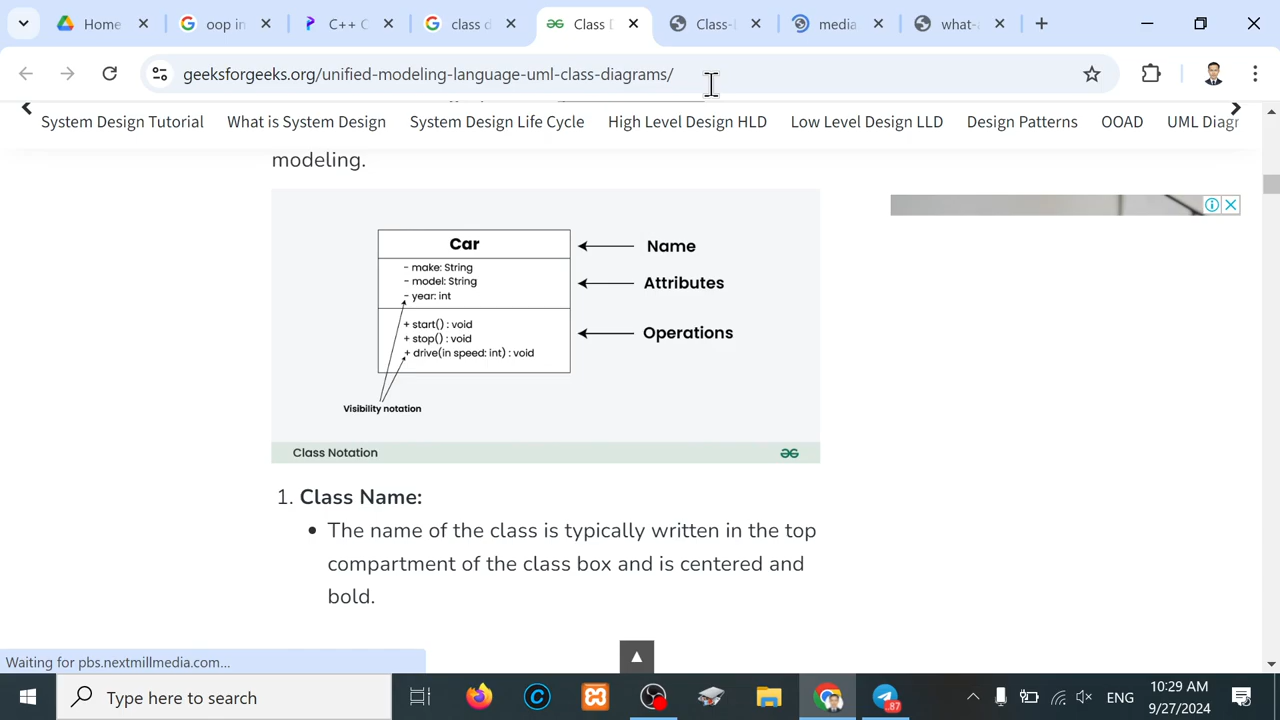 Home
oop in
C++ C
class d
Class D
Class-
media
what-
geeksforgeeks.org/unified-modeling-language-uml-class-diagrams/
System Design Tutorial What is System Design System Design Life Cycle High Level Design HLD Low Level Design LLD Design Patterns OOAD UML Diagr
modeling.
Car
Name
- make: String
- model: String
- year: int
Attributes
+ start() : void
+ stop() : void
+ drive(in speed: int) : void
Operations
Visibility notation
Class Notation
1. Class Name:
• The name of the class is typically written in the top
compartment of the class box and is centered and
bold.
Waiting for pbs.nextmillmedia.com...
Type here to search
.87
ENG
10:29 AM
9/27/2024